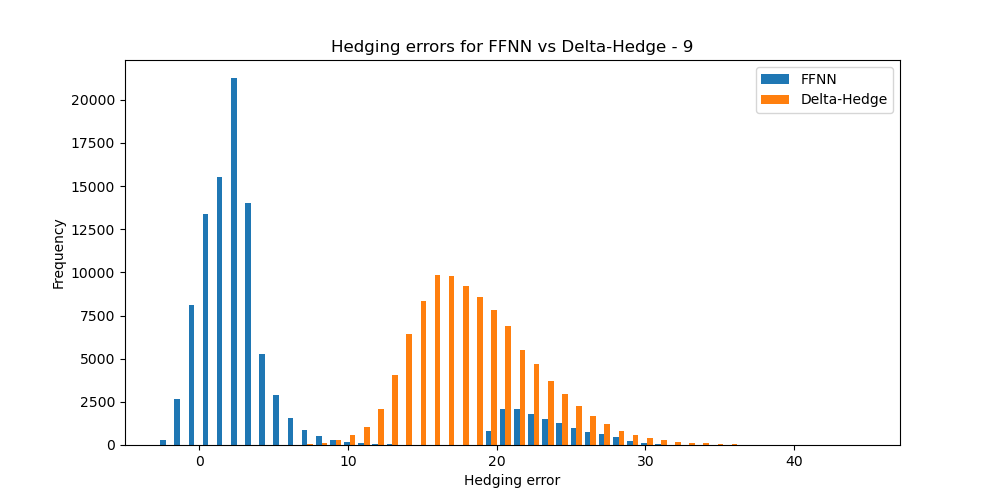 Hedging errors for FFNN vs Delta-Hedge - 9
FFNN
Delta-Hedge
20000
17500
15000
12500
10000
7500
5000
2500
0
Frequency
0 10 20 30 40
Hedging error